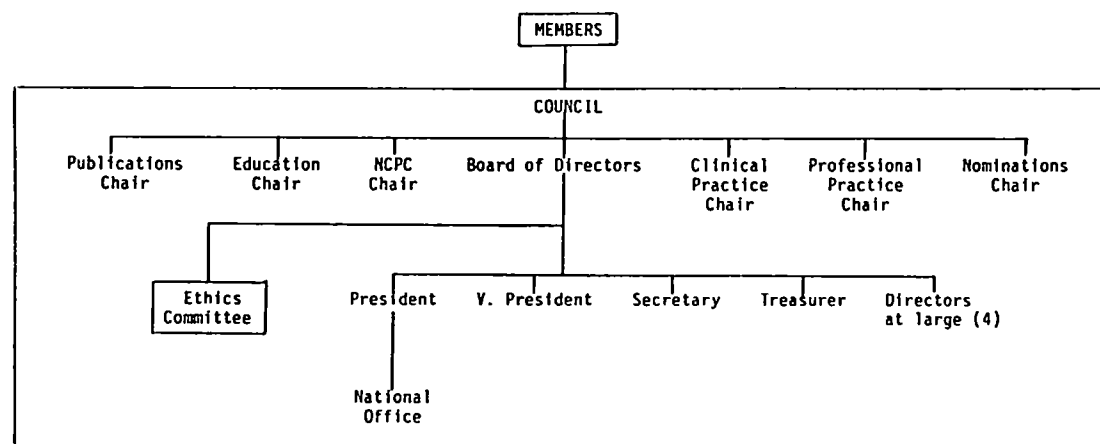 MEMBERS
COUNCIL
Publications
Chair
Education
Chair
NCPC
Chair
Board of Directors
Clinical
Practice
Chair
Professional
Practice
Chair
Nominations
Chair
Ethics
Committee
President
V. President
Secretary
Treasurer
Directors
at large (4)
National
Office